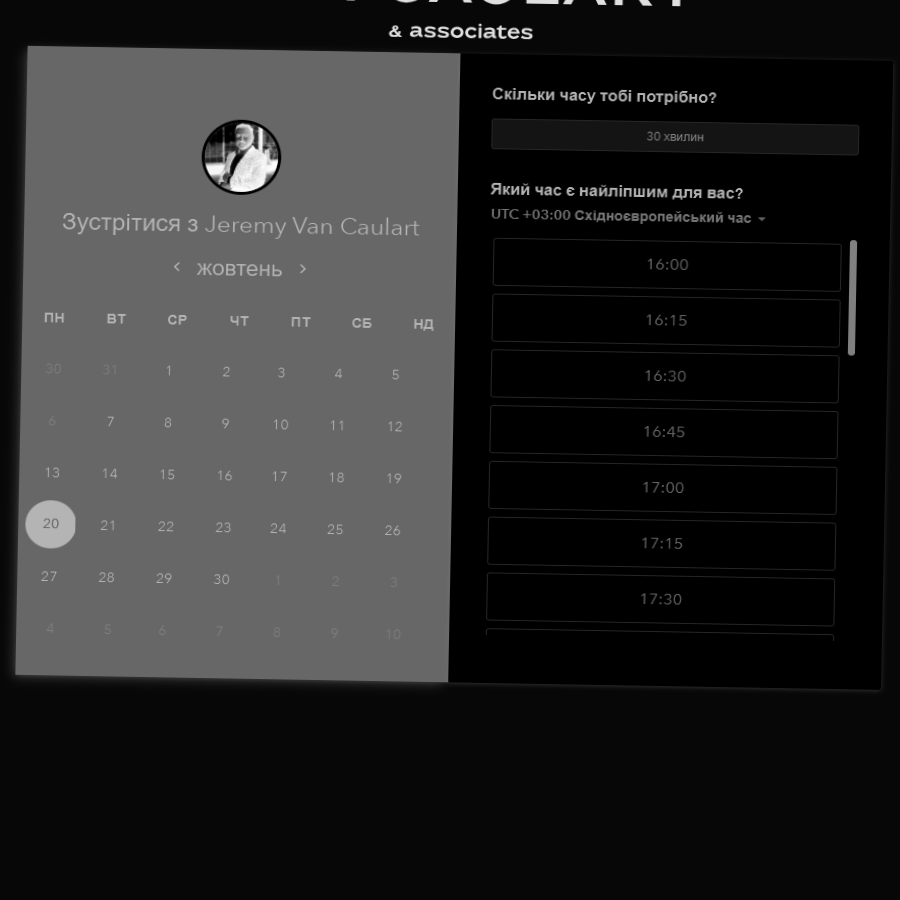 & associates
Зустрітися з Jeremy Van Caulart
жовтень
ПН ВТ СР ЧТ ПТ СБ НД
30 31 1 2 3 4 5
6 7 8 9 10 11 12
13 14 15 16 17 18 19
20 21 22 23 24 25 26
27 28 29 30 1 2 3
4 5 6 7 8 9 10
Скільки часу тобі потрібно?
30 хвилин
Який час є найліпшим для вас?
UTC +03:00 Східноєвропейський час
16:00
16:15
16:30
16:45
17:00
17:15
17:30